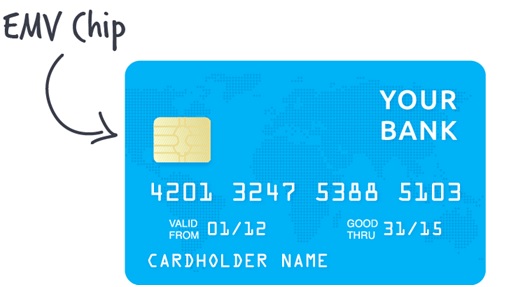 EMV Chip
YOUR
BANK
4201 3247 5388 5103
VALID FROM 01/12 GOOD THRU 31/15
CARDHOLDER NAME